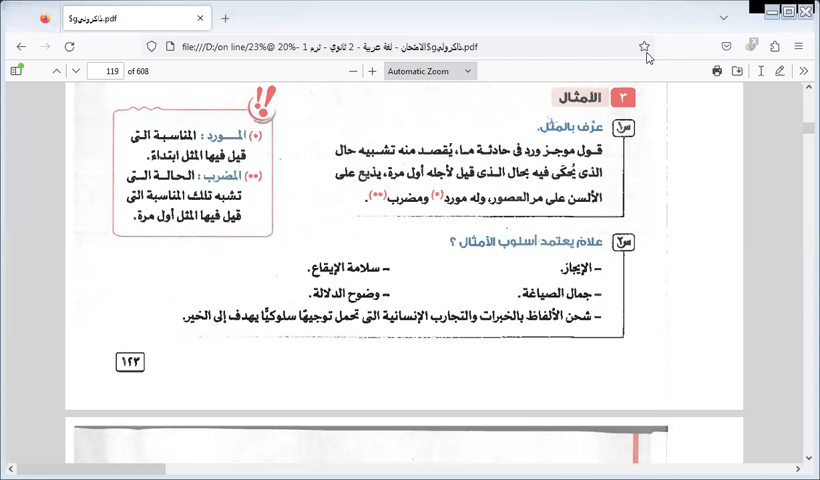 ذاكرولي$g.pdf
file:///D:/on line/23%@ 20%- 1 الامتحان - لغة عربية - 2 ثانوي - ترم$gذاكرولي.pdf
119 of 608
Automatic Zoom
٣ الأمثال
س١ عرّف بالمثل.
قول موجز ورد فى حادثة ما، يُقصد منه تشبيه حال
الذى يُحكَى فيه بحال الذى قيل لأجله أول مرة، يذيع على
الألسن على مر العصور، وله مورد(*) ومضرب(**).
(*) المورد : المناسبة التى
قيل فيها المثل ابتداءً.
(**) المضرب : الحالة التى
تشبه تلك المناسبة التى
قيل فيها المثل أول مرة.
س٢ علامَ يعتمد أسلوب الأمثال ؟
– الإيجاز. – سلامة الإيقاع.
– جمال الصياغة. – وضوح الدلالة.
– شحن الألفاظ بالخبرات والتجارب الإنسانية التى تحمل توجيهًا سلوكيًّا يهدف إلى الخير.
١٢٣